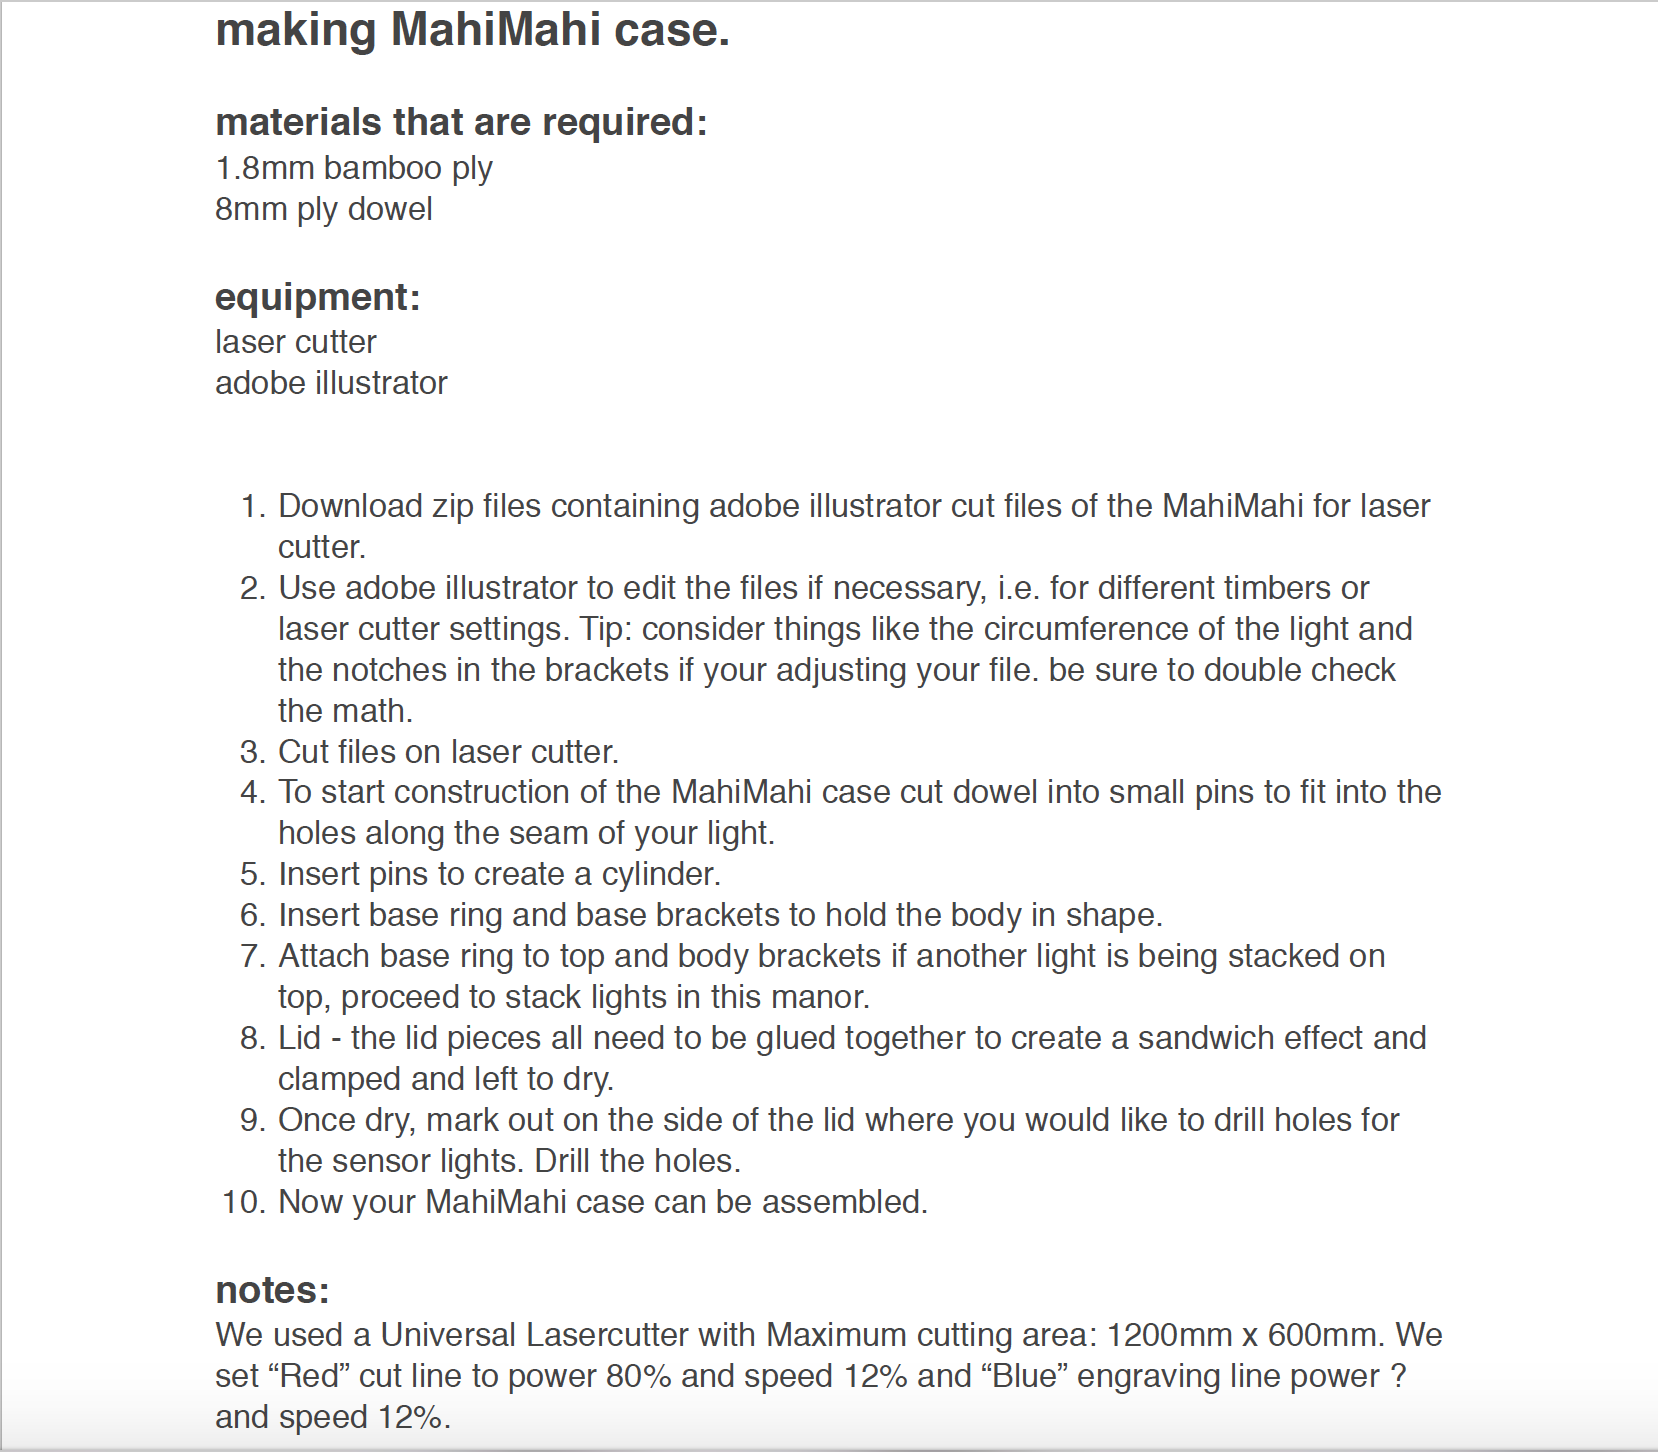 making MahiMahi case.
materials that are required:
1.8mm bamboo ply
8mm ply dowel
equipment:
laser cutter
adobe illustrator
1. Download zip files containing adobe illustrator cut files of the MahiMahi for laser
cutter.
2. Use adobe illustrator to edit the files if necessary, i.e. for different timbers or
laser cutter settings. Tip: consider things like the circumference of the light and
the notches in the brackets if your adjusting your file. be sure to double check
the math.
3. Cut files on laser cutter.
4. To start construction of the MahiMahi case cut dowel into small pins to fit into the
holes along the seam of your light.
5. Insert pins to create a cylinder.
6. Insert base ring and base brackets to hold the body in shape.
7. Attach base ring to top and body brackets if another light is being stacked on
top, proceed to stack lights in this manor.
8. Lid - the lid pieces all need to be glued together to create a sandwich effect and
clamped and left to dry.
9. Once dry, mark out on the side of the lid where you would like to drill holes for
the sensor lights. Drill the holes.
10. Now your MahiMahi case can be assembled.
notes:
We used a Universal Lasercutter with Maximum cutting area: 1200mm x 600mm. We
set “Red” cut line to power 80% and speed 12% and “Blue” engraving line power ?
and speed 12%.